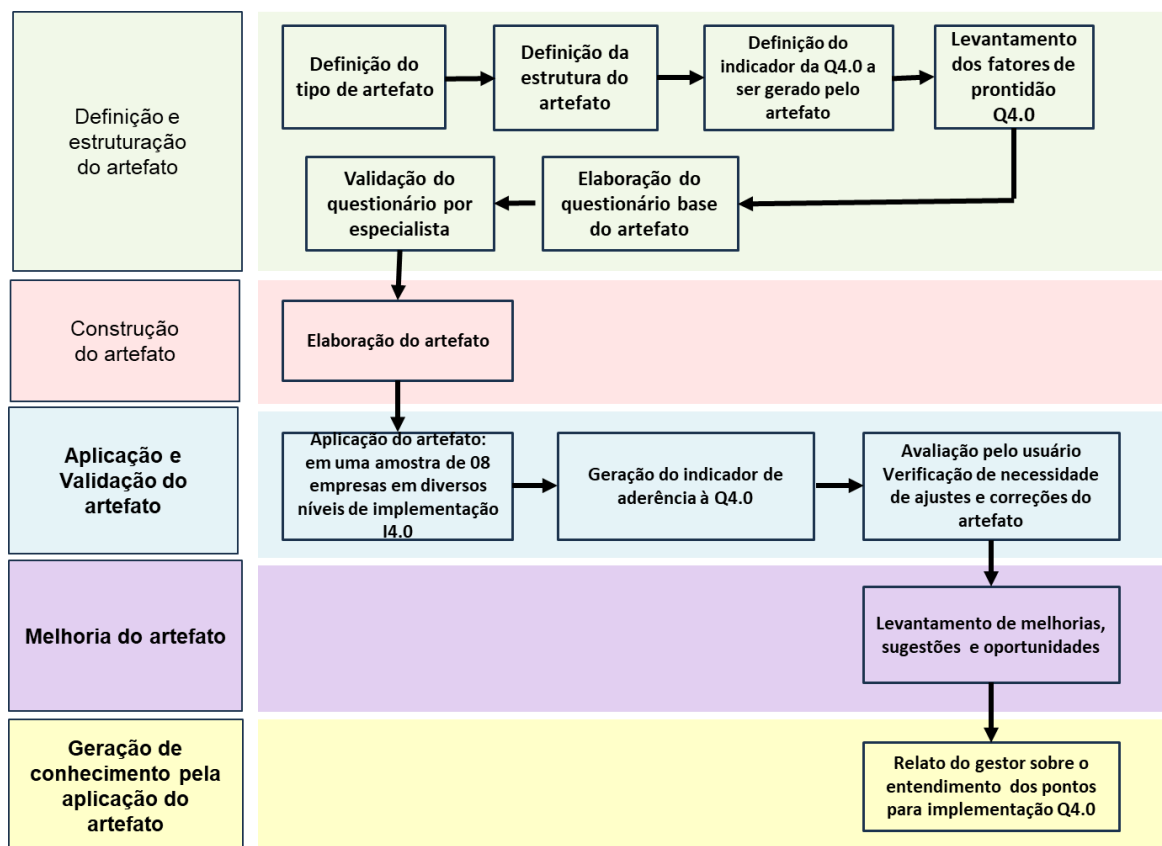 Definição e
estruturação
do artefato
Definição do
tipo de artefato
Definição da
estrutura do
artefato
Definição do
indicador da Q4.0 a
ser gerado pelo
artefato
Levantamento
dos fatores de
prontidão
Q4.0
Validação do
questionário por
especialista
Elaboração do
questionário base
do artefato
Construção
do artefato
Elaboração do artefato
Aplicação e
Validação do
artefato
Aplicação do artefato:
em uma amostra de 08
empresas em diversos
níveis de implementação
I4.0
Geração do indicador de
aderência à Q4.0
Avaliação pelo usuário
Verificação de necessidade
de ajustes e correções do
artefato
Melhoria do artefato
Levantamento de melhorias,
sugestões e oportunidades
Geração de
conhecimento pela
aplicação do
artefato
Relato do gestor sobre o
entendimento dos pontos
para implementação Q4.0